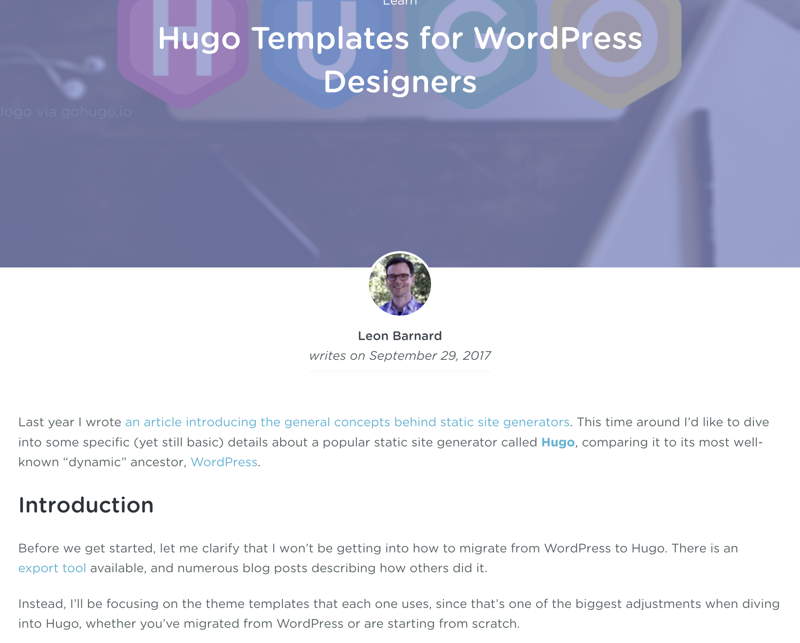 Learn
HUGO
Hugo Templates for WordPress
Designers
logo via gohugo.io
Leon Barnard
writes on September 29, 2017
Last year I wrote an article introducing the general concepts behind static site generators. This time around I’d like to dive
into some specific (yet still basic) details about a popular static site generator called Hugo, comparing it to its most well-
known “dynamic” ancestor, WordPress.
Introduction
Before we get started, let me clarify that I won’t be getting into how to migrate from WordPress to Hugo. There is an
export tool available, and numerous blog posts describing how others did it.
Instead, I’ll be focusing on the theme templates that each one uses, since that’s one of the biggest adjustments when diving
into Hugo, whether you’ve migrated from WordPress or are starting from scratch.